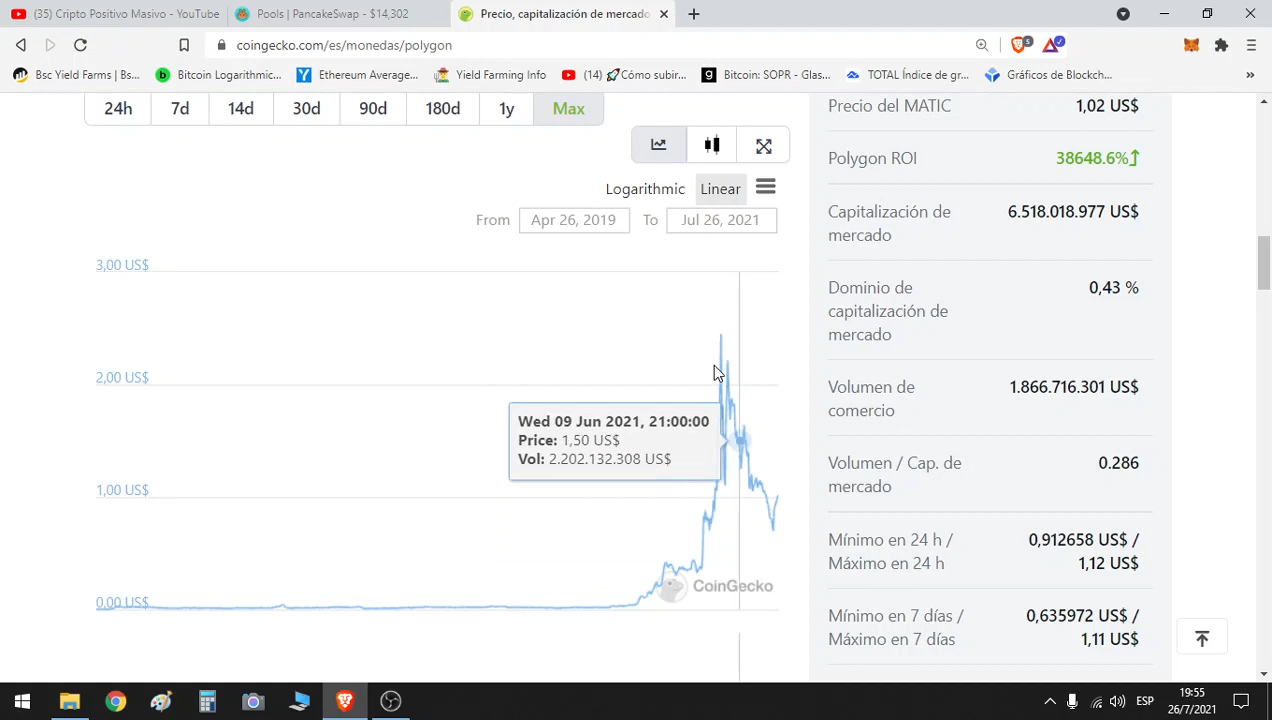 (35) Cripto Positivo Masivo - YouTube
Pools | PancakeSwap - $14,302
Precio, capitalización de mercado
coingecko.com/es/monedas/polygon
5
Bsc Yield Farms | Bs...
Bitcoin Logarithmic...
Ethereum Average...
Yield Farming Info
(14) 🚀Cómo subir...
Bitcoin: SOPR - Glas...
TOTAL Índice de gr...
Gráficos de Blockch...
24h 7d 14d 30d 90d 180d 1y Max
Logarithmic Linear
From Apr 26, 2019 To Jul 26, 2021
3,00 US$
2,00 US$
1,00 US$
0,00 US$
Wed 09 Jun 2021, 21:00:00
Price: 1,50 US$
Vol: 2.202.132.308 US$
CoinGecko
Precio del MATIC 1,02 US$
Polygon ROI 38648.6%
Capitalización de
mercado
6.518.018.977 US$
Dominio de
capitalización de
mercado
0,43 %
Volumen de
comercio
1.866.716.301 US$
Volumen / Cap. de
mercado
0.286
Mínimo en 24 h /
Máximo en 24 h
0,912658 US$ /
1,12 US$
Mínimo en 7 días /
Máximo en 7 días
0,635972 US$ /
1,11 US$
ESP
19:55
26/7/2021